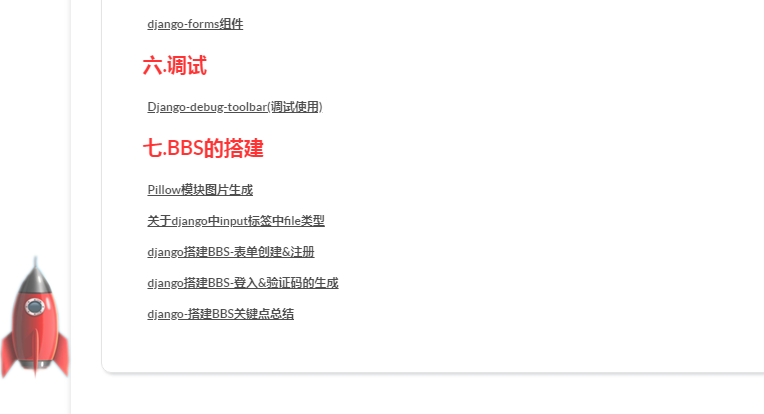 django-forms组件
六.调试
Django-debug-toolbar(调试使用)
七.BBS的搭建
Pillow模块图片生成
关于django中input标签中file类型
django搭建BBS-表单创建&注册
django搭建BBS-登入&验证码的生成
django-搭建BBS关键点总结